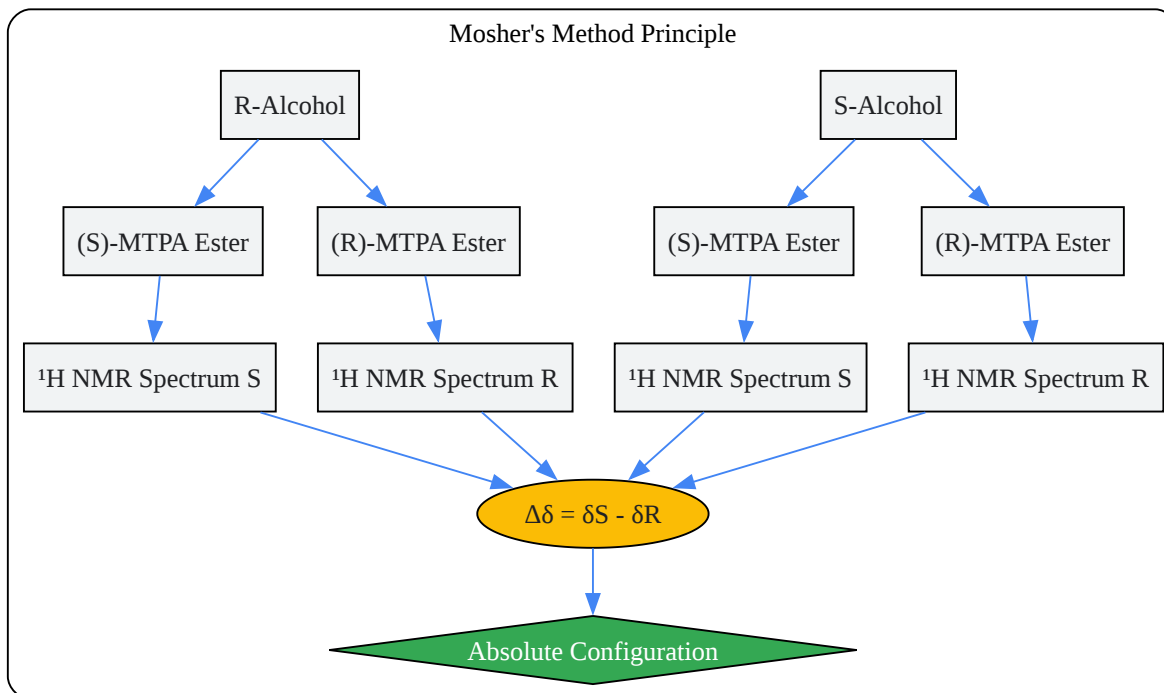 Mosher's Method Principle
R-Alcohol
S-Alcohol
(S)-MTPA Ester
(R)-MTPA Ester
(S)-MTPA Ester
(R)-MTPA Ester
¹H NMR Spectrum S
¹H NMR Spectrum R
¹H NMR Spectrum S
¹H NMR Spectrum R
Δδ = δS - δR
Absolute Configuration